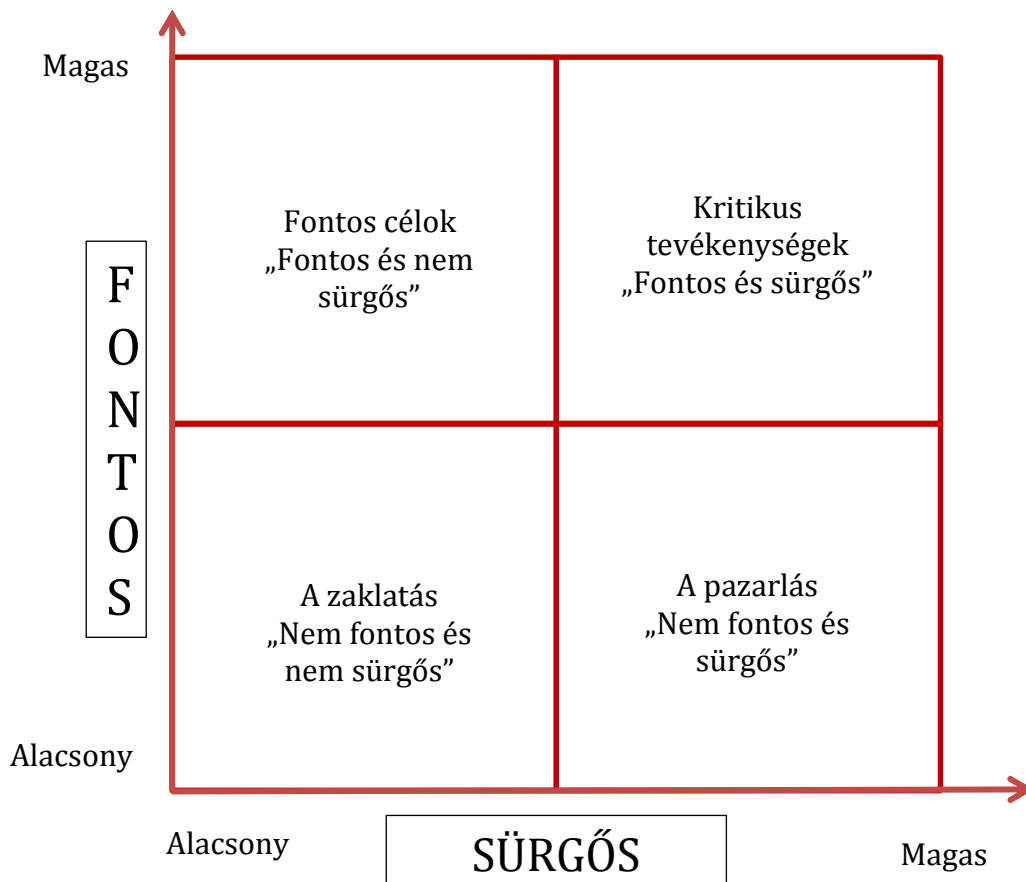 Magas
Fontos célok
„Fontos és nem
sürgős”
Kritikus
tevékenységek
„Fontos és sürgős”
F
O
N
T
O
S
A zaklatás
„Nem fontos és
nem sürgős”
A pazarlás
„Nem fontos és
sürgős”
Alacsony
Alacsony
SÜRGŐS
Magas